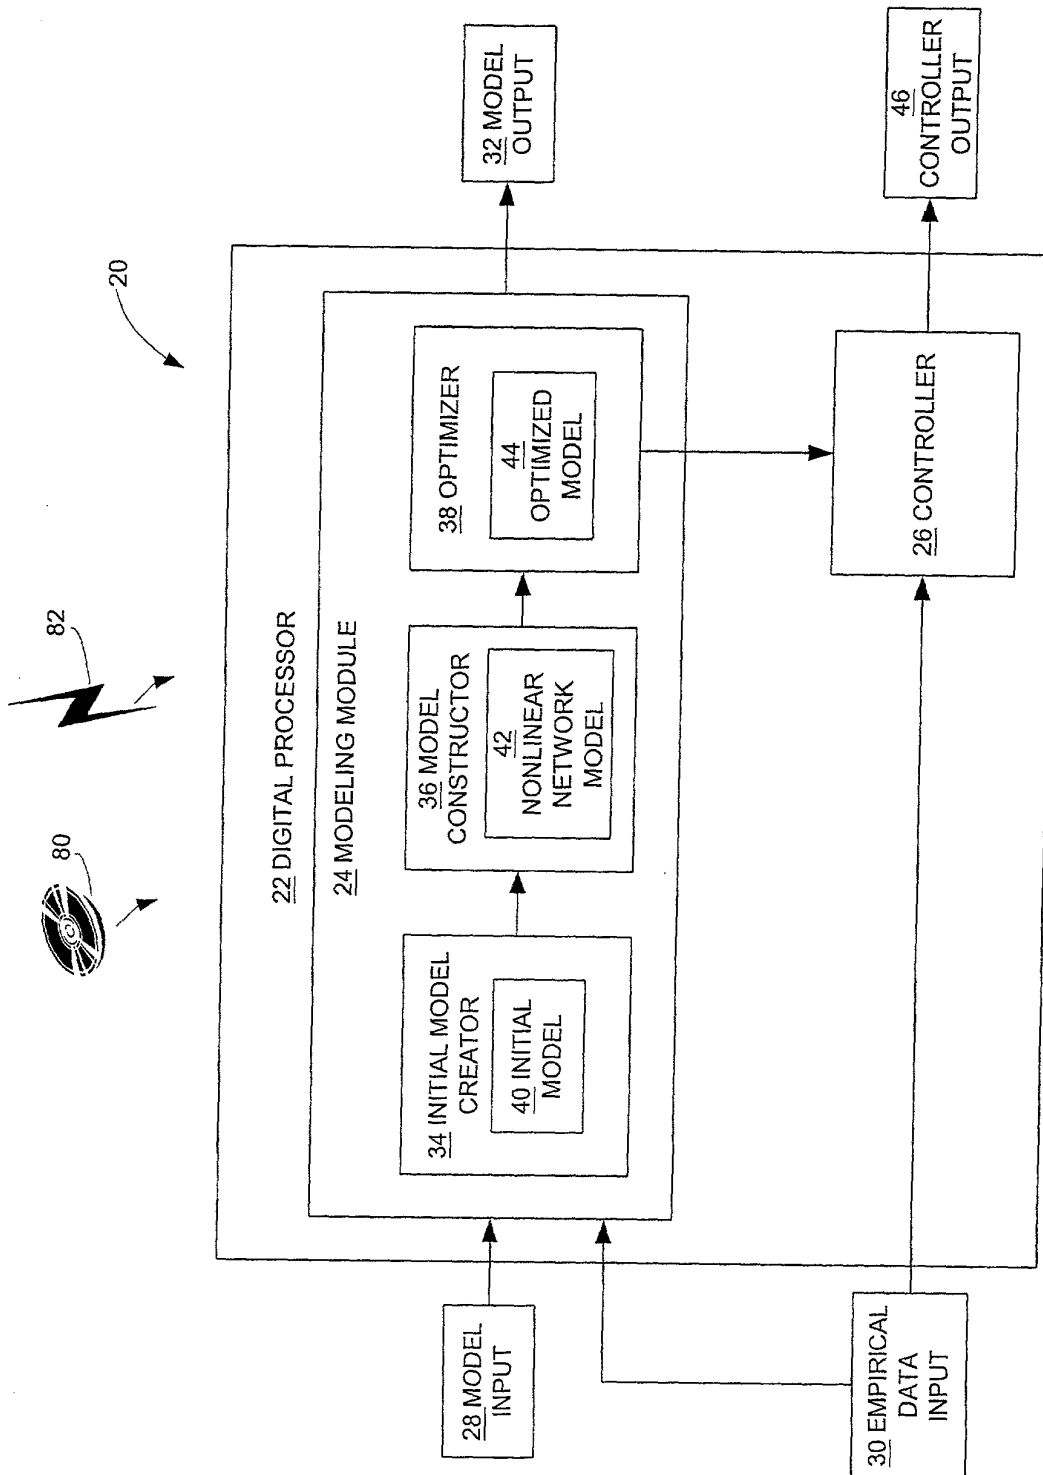 20
82
80
22 DIGITAL PROCESSOR
24 MODELING MODULE
34 INITIAL MODEL
CREATOR
40 INITIAL
MODEL
36 MODEL
CONSTRUCTOR
42
NONLINEAR
NETWORK
MODEL
38 OPTIMIZER
44
OPTIMIZED
MODEL
28 MODEL
INPUT
32 MODEL
OUTPUT
30 EMPIRICAL
DATA
INPUT
26 CONTROLLER
46
CONTROLLER
OUTPUT